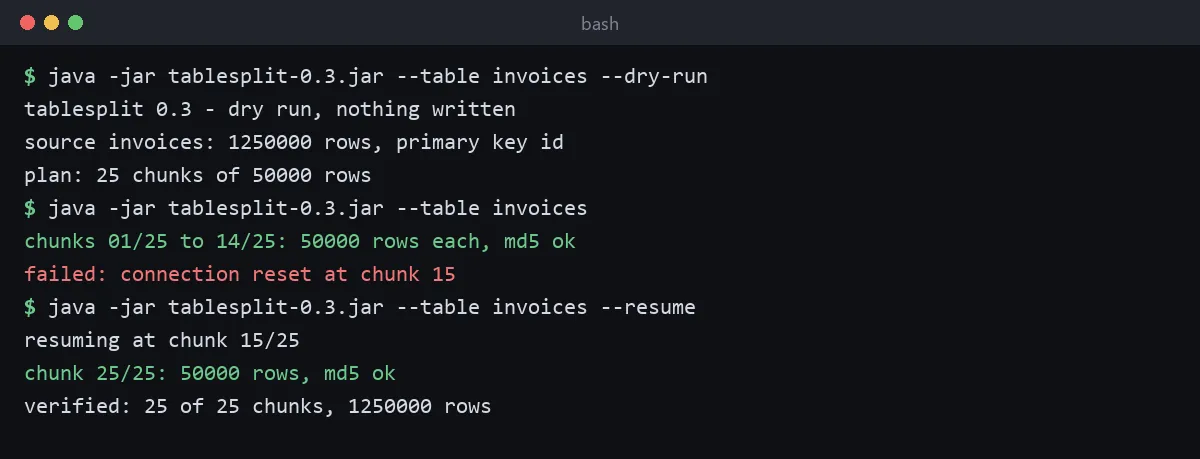 bash
$ java -jar tablesplit-0.3.jar --table invoices --dry-run
tablesplit 0.3 - dry run, nothing written
source invoices: 1250000 rows, primary key id
plan: 25 chunks of 50000 rows
$ java -jar tablesplit-0.3.jar --table invoices
chunks 01/25 to 14/25: 50000 rows each, md5 ok
failed: connection reset at chunk 15
$ java -jar tablesplit-0.3.jar --table invoices --resume
resuming at chunk 15/25
chunk 25/25: 50000 rows, md5 ok
verified: 25 of 25 chunks, 1250000 rows